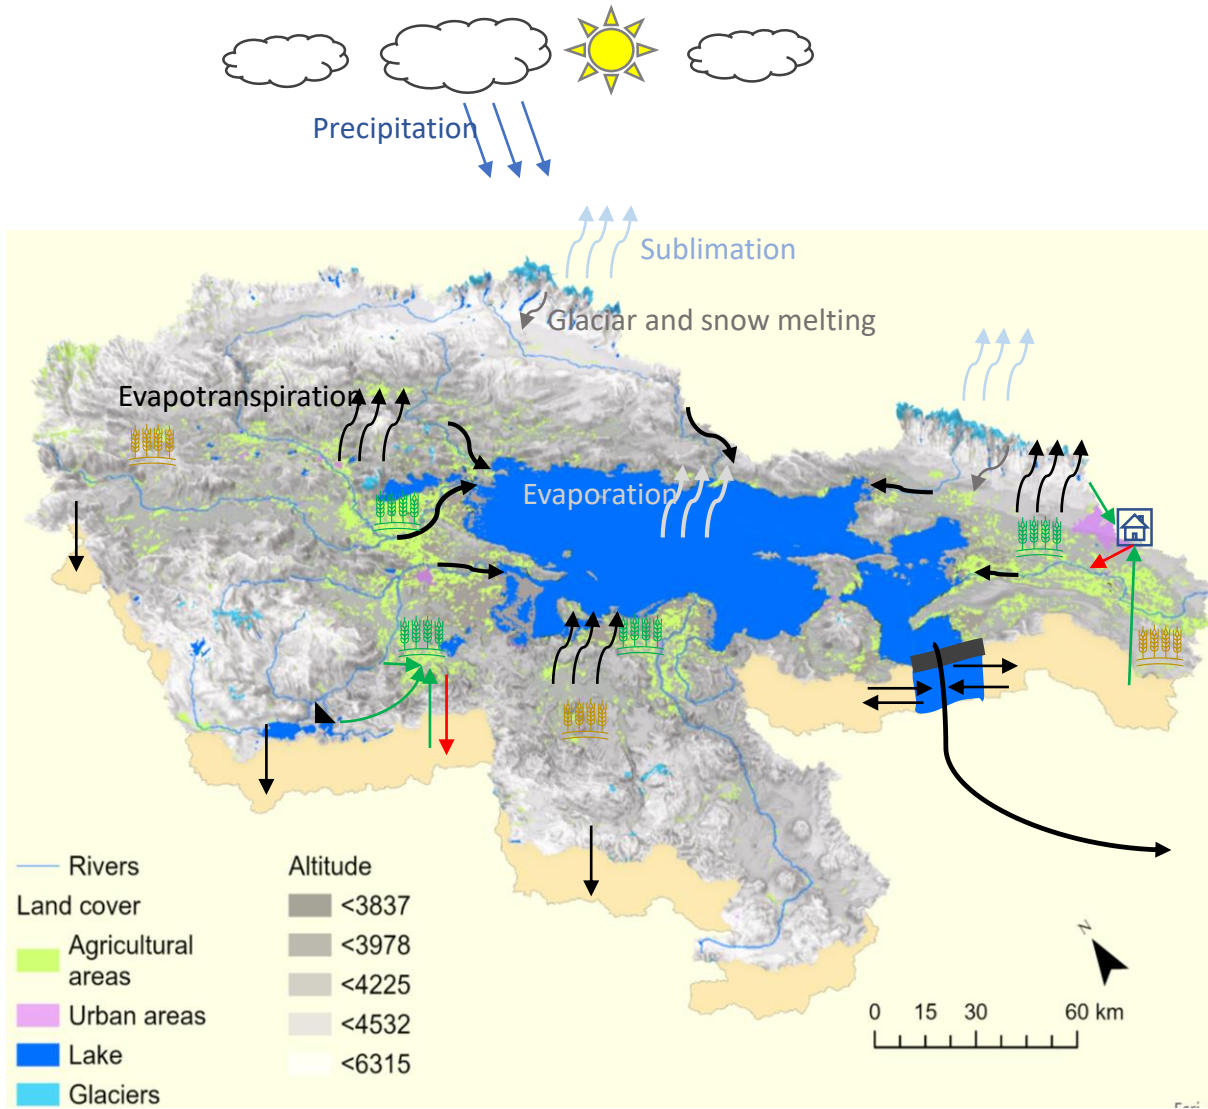 Precipitation
Sublimation
Glaciar and snow melting
Evapotranspiration
Evaporation
Rivers
Land cover
Agricultural
areas
Urban areas
Lake
Glaciers
Altitude
<3837
<3978
<4225
<4532
<6315
N
0 15 30 60 km